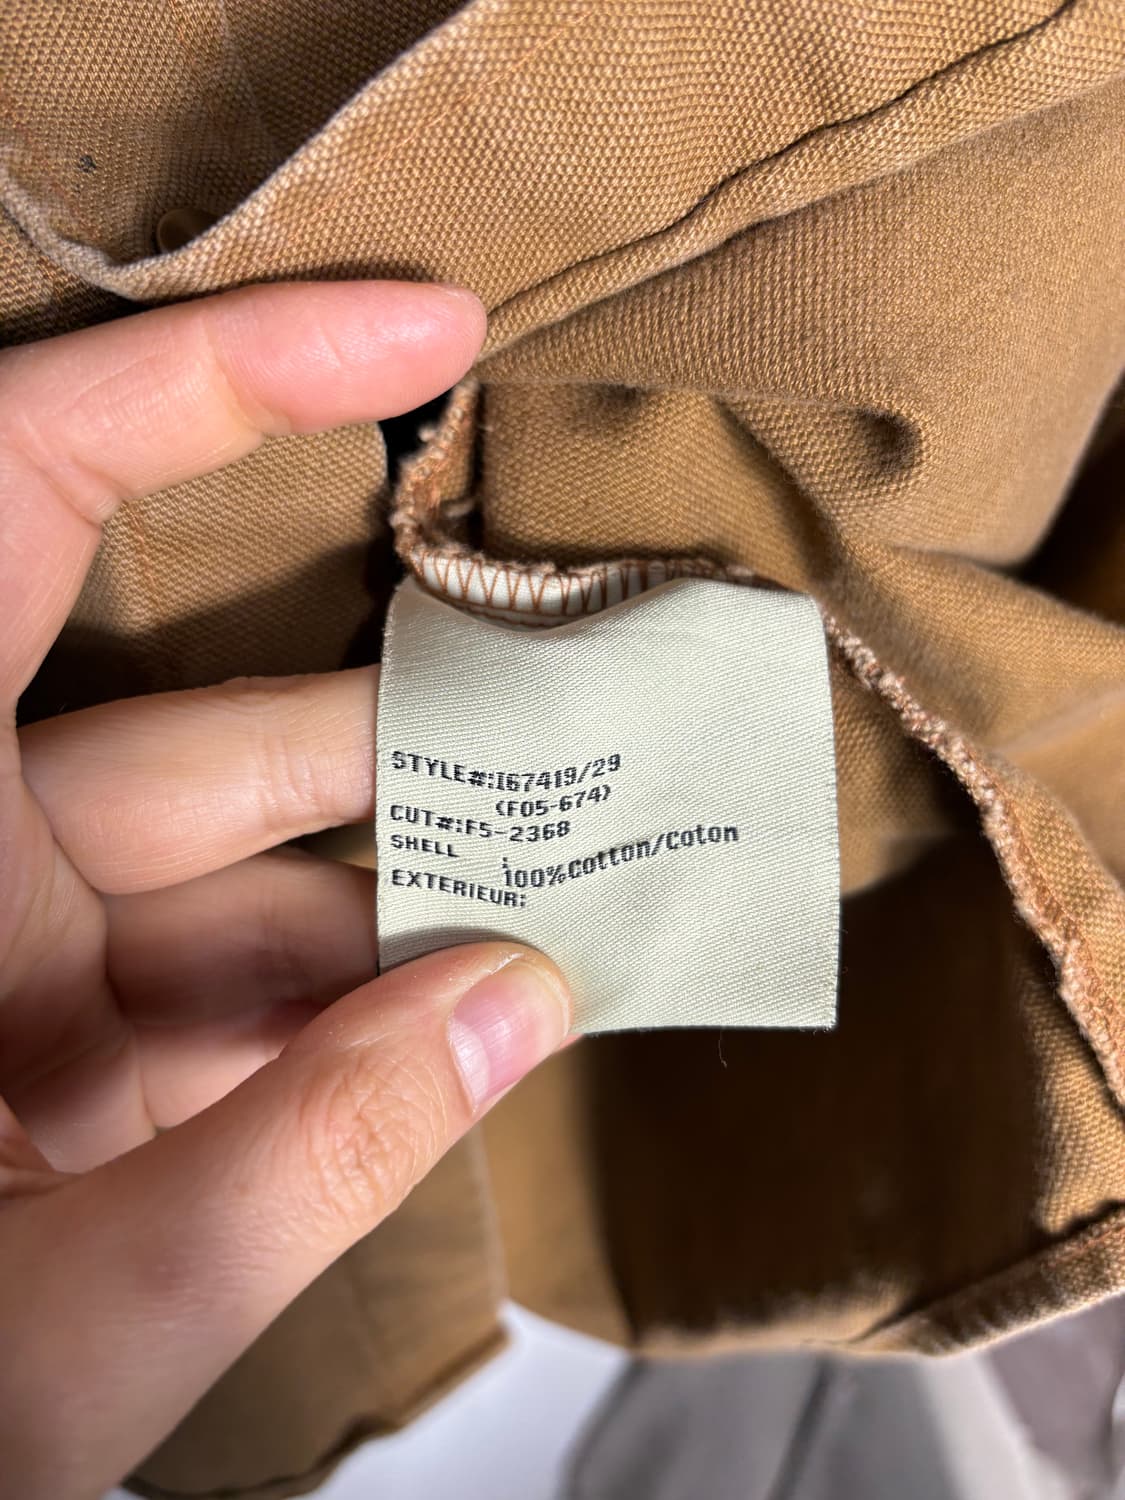 STYLE#:I67419/29
(F05-674)
CUT#:F5-2368
SHELL :
100%Cotton/Coton
EXTERIEUR: